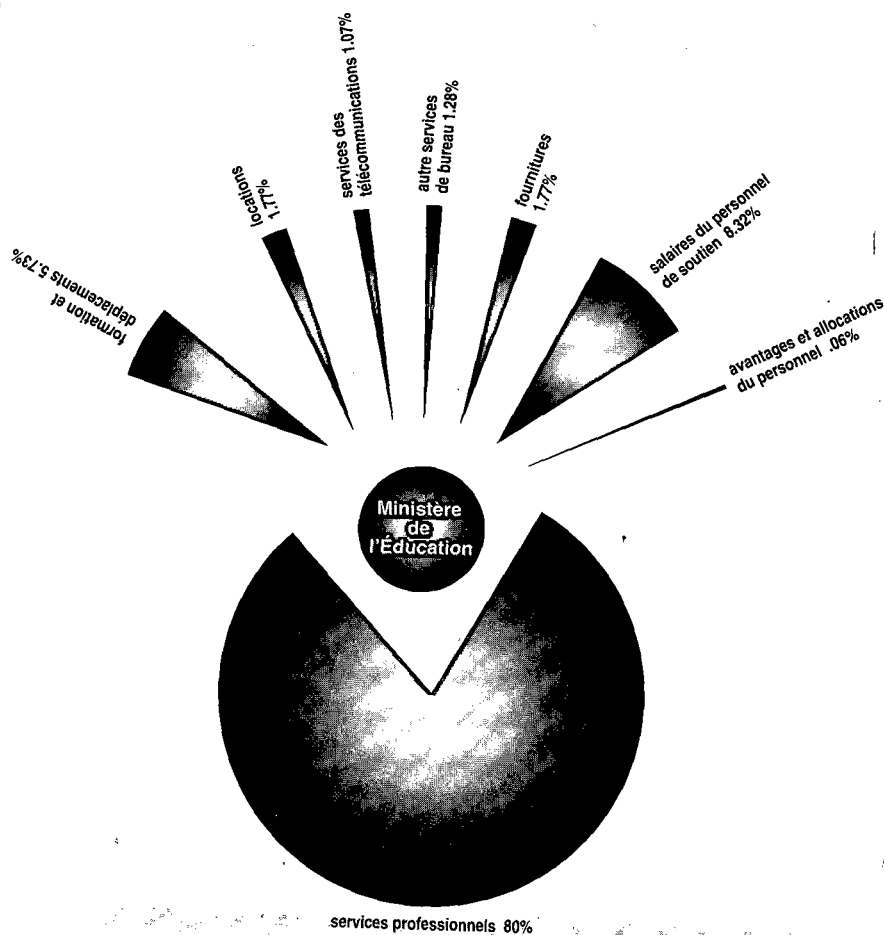 formation et
déplacements 5.73%
locations
1.77%
services des
télécommunications 1.07%
autre services
de bureau 1.28%
fournitures
1.77%
salaires du personnel
de soutien 8.32%
avantages et allocations
du personnel .06%
Ministère
de
l'Éducation
services professionnels 80%